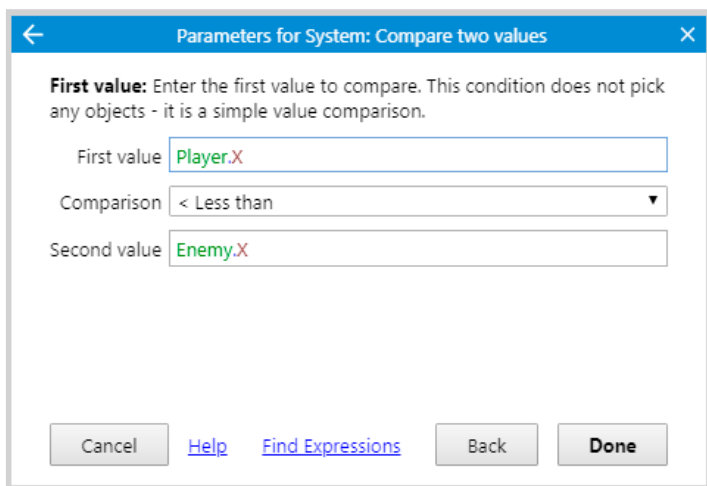 Parameters for System: Compare two values
First value: Enter the first value to compare. This condition does not pick
any objects - it is a simple value comparison.
First value Player.X
Comparison < Less than
Second value Enemy.X
Cancel Help Find Expressions Back Done